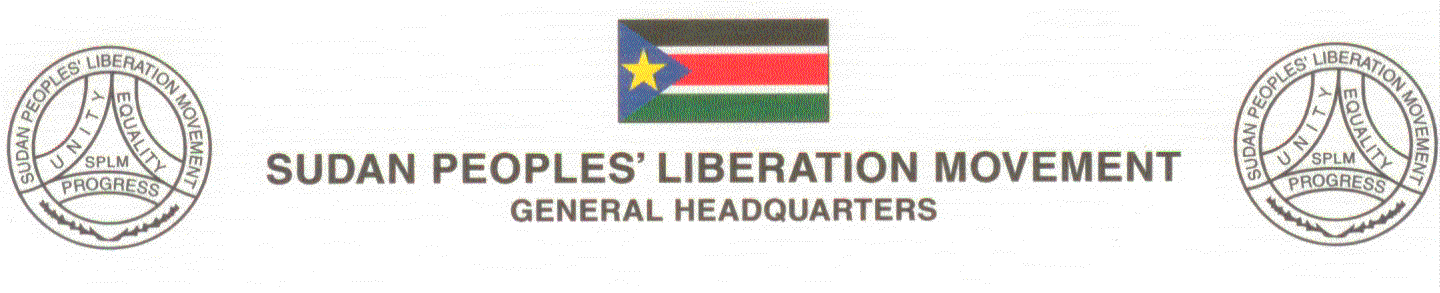 SUDAN PEOPLES' LIBERATION MOVEMENT
UNITY
EQUALITY
SPLM
PROGRESS
SUDAN PEOPLES' LIBERATION MOVEMENT
GENERAL HEADQUARTERS
SUDAN PEOPLES' LIBERATION MOVEMENT
UNITY
EQUALITY
SPLM
PROGRESS